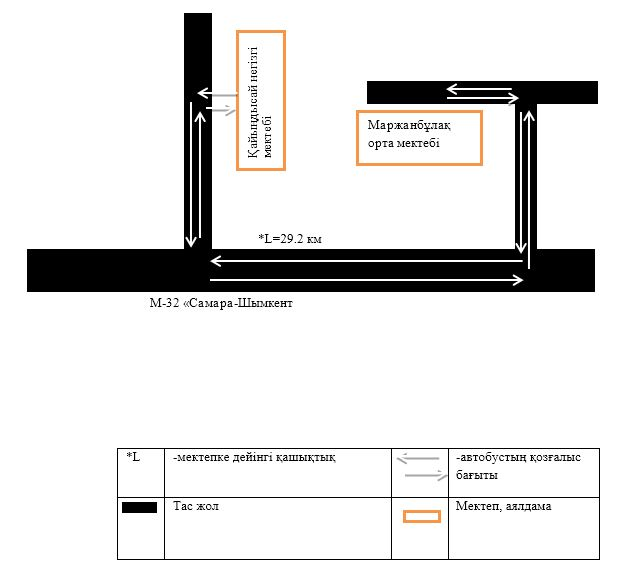 Қайыңдысай негізгі
мектебі
Маржанбұлақ
орта мектебі
*L=29.2 км
М-32 «Самара-Шымкент
*L
-мектепке дейінгі қашықтық
-автобустың қозғалыс
бағыты
Тас жол
Мектеп, аялдама